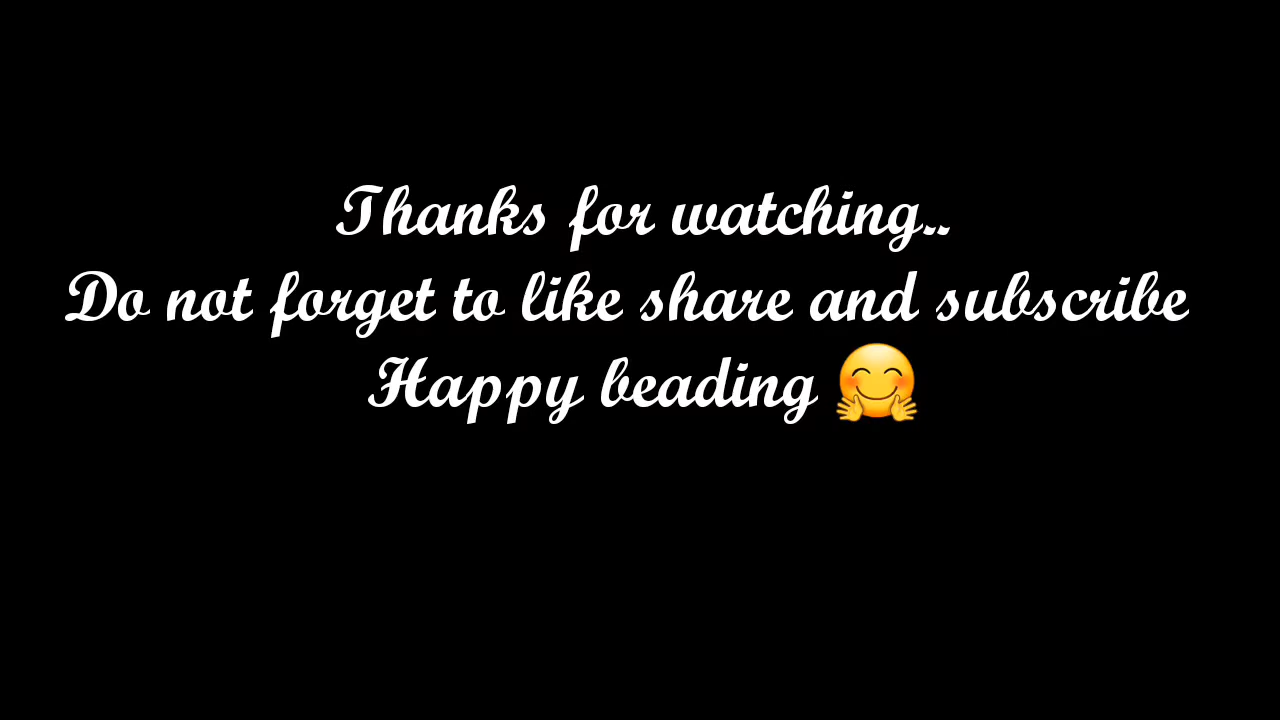 Thanks for watching..
Do not forget to like share and subscribe
Happy beading 🤗